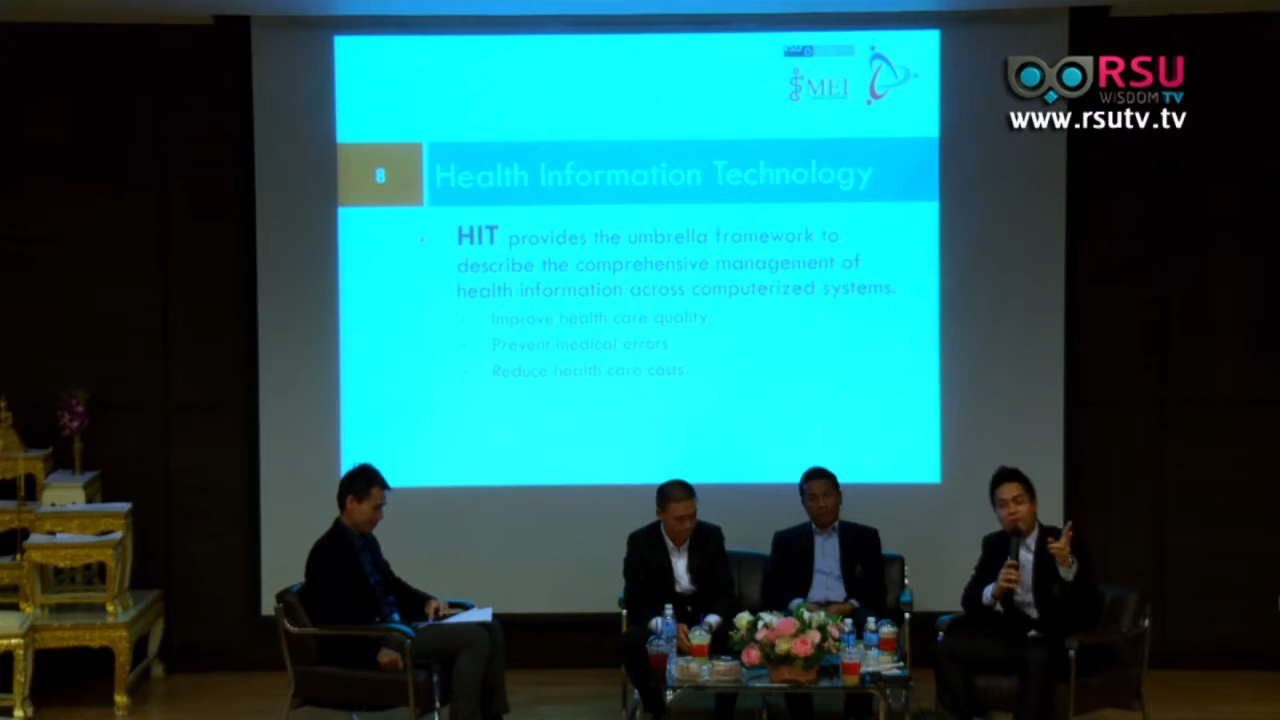 RSU
WISDOM TV
www.rsutv.tv
MEI
8
Health Information Technology
HIT provides the umbrella framework to
describe the comprehensive management of
health information across computerized systems.
Improve health care quality
Prevent medical errors
Reduce health care costs